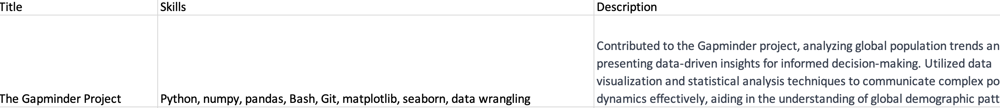 Title Skills Description
Contributed to the Gapminder project, analyzing global population trends an
presenting data-driven insights for informed decision-making. Utilized data
visualization and statistical analysis techniques to communicate complex po
The Gapminder Project Python, numpy, pandas, Bash, Git, matplotlib, seaborn, data wrangling dynamics effectively, aiding in the understanding of global demographic patt